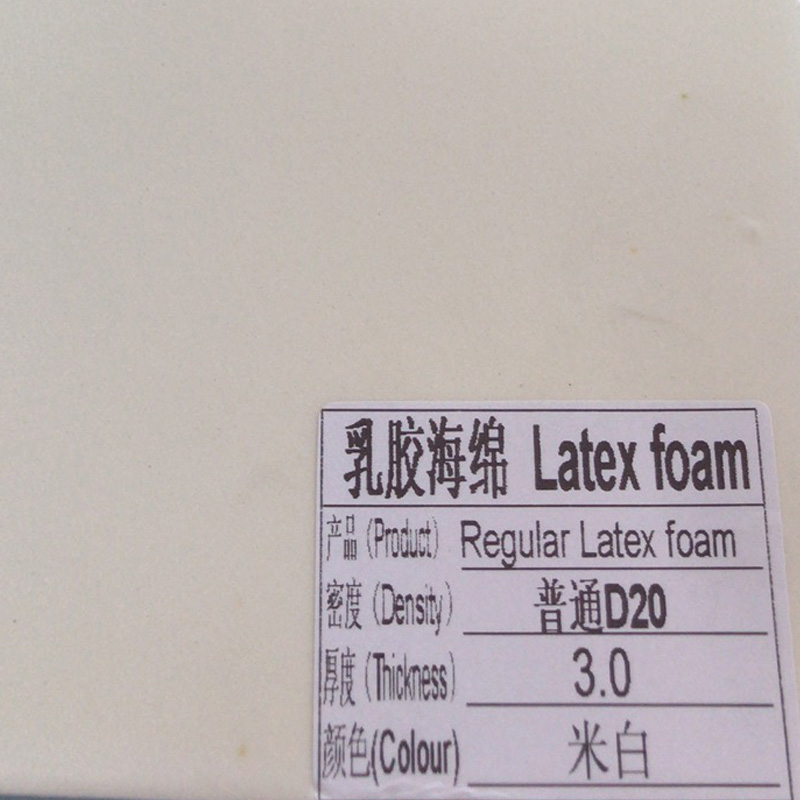 乳胶海绵 Latex foam
产品（Product） Regular Latex foam
密度（Density） 普通D20
厚度（Thickness） 3.0
颜色(Colour) 米白